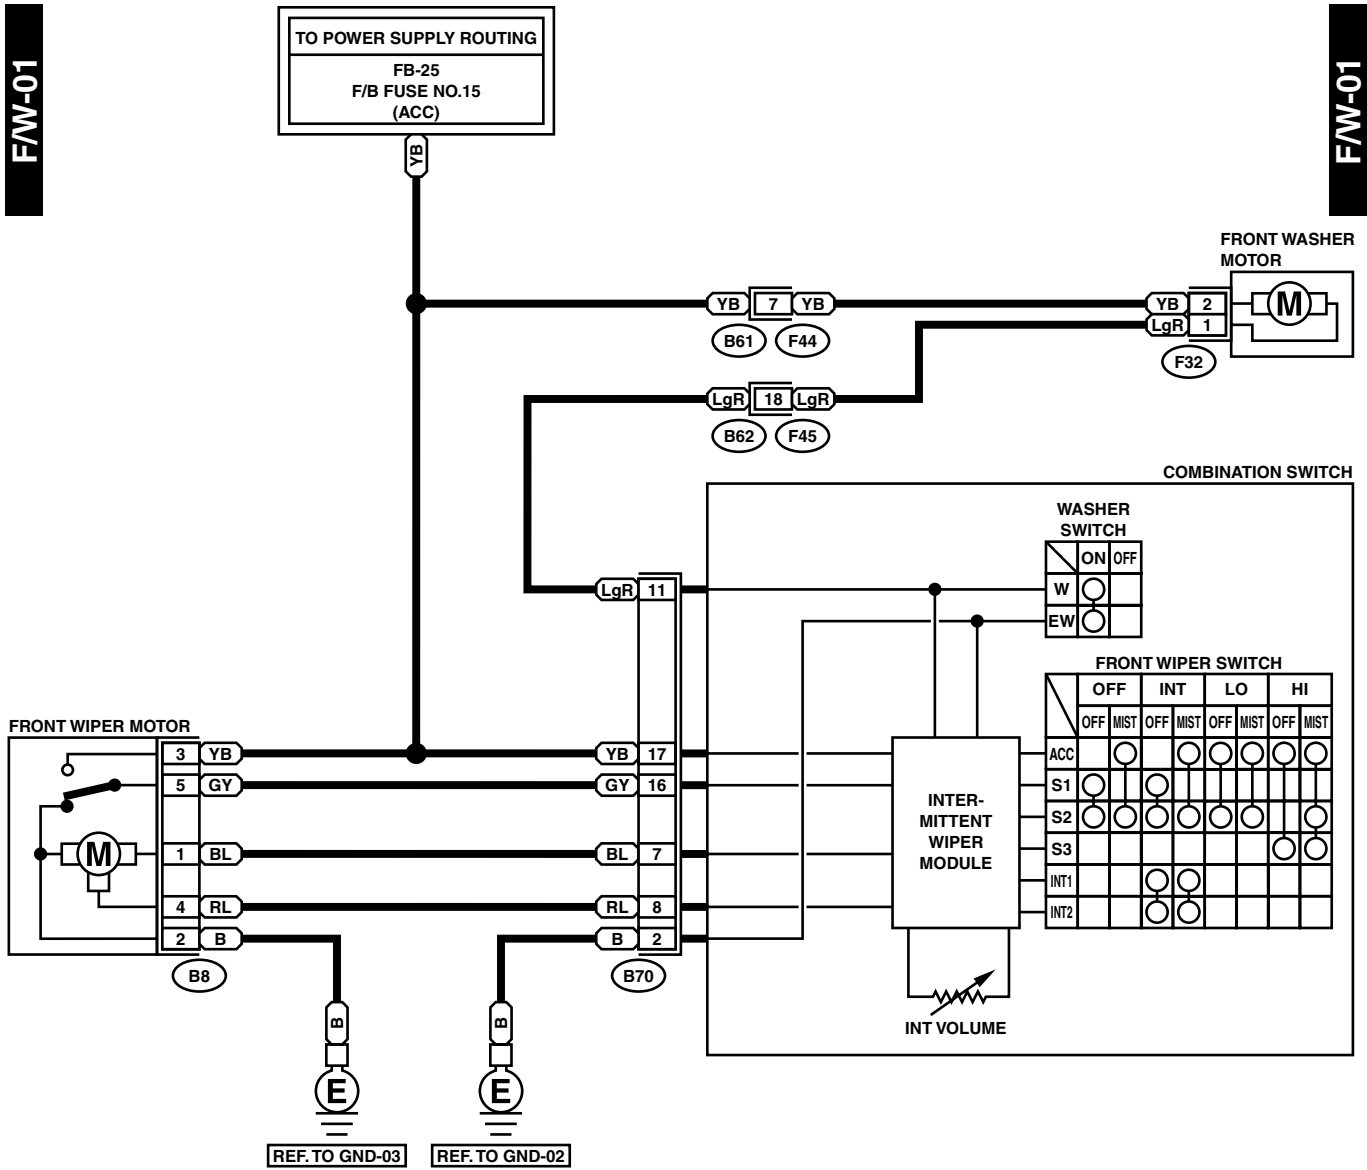 F/W-01
F/W-01
TO POWER SUPPLY ROUTING
FB-25
F/B FUSE NO.15
(ACC)
YB
FRONT WASHER
MOTOR
YB 7 YB
YB 2 M
LgR 1
B61 F44
F32
LgR 18 LgR
B62 F45
COMBINATION SWITCH
WASHER
SWITCH
ON OFF
W
EW
LgR 11
FRONT WIPER SWITCH
OFF INT LO HI
OFF MIST OFF MIST OFF MIST OFF MIST
ACC
S1
S2
S3
INT1
INT2
FRONT WIPER MOTOR
3 YB
YB 17
5 GY
GY 16
INTER-
MITTENT
WIPER
MODULE
M
1 BL
BL 7
4 RL
RL 8
2 B
B 2
B8
B70
INT VOLUME
B
B
E
E
REF. TO GND-03
REF. TO GND-02